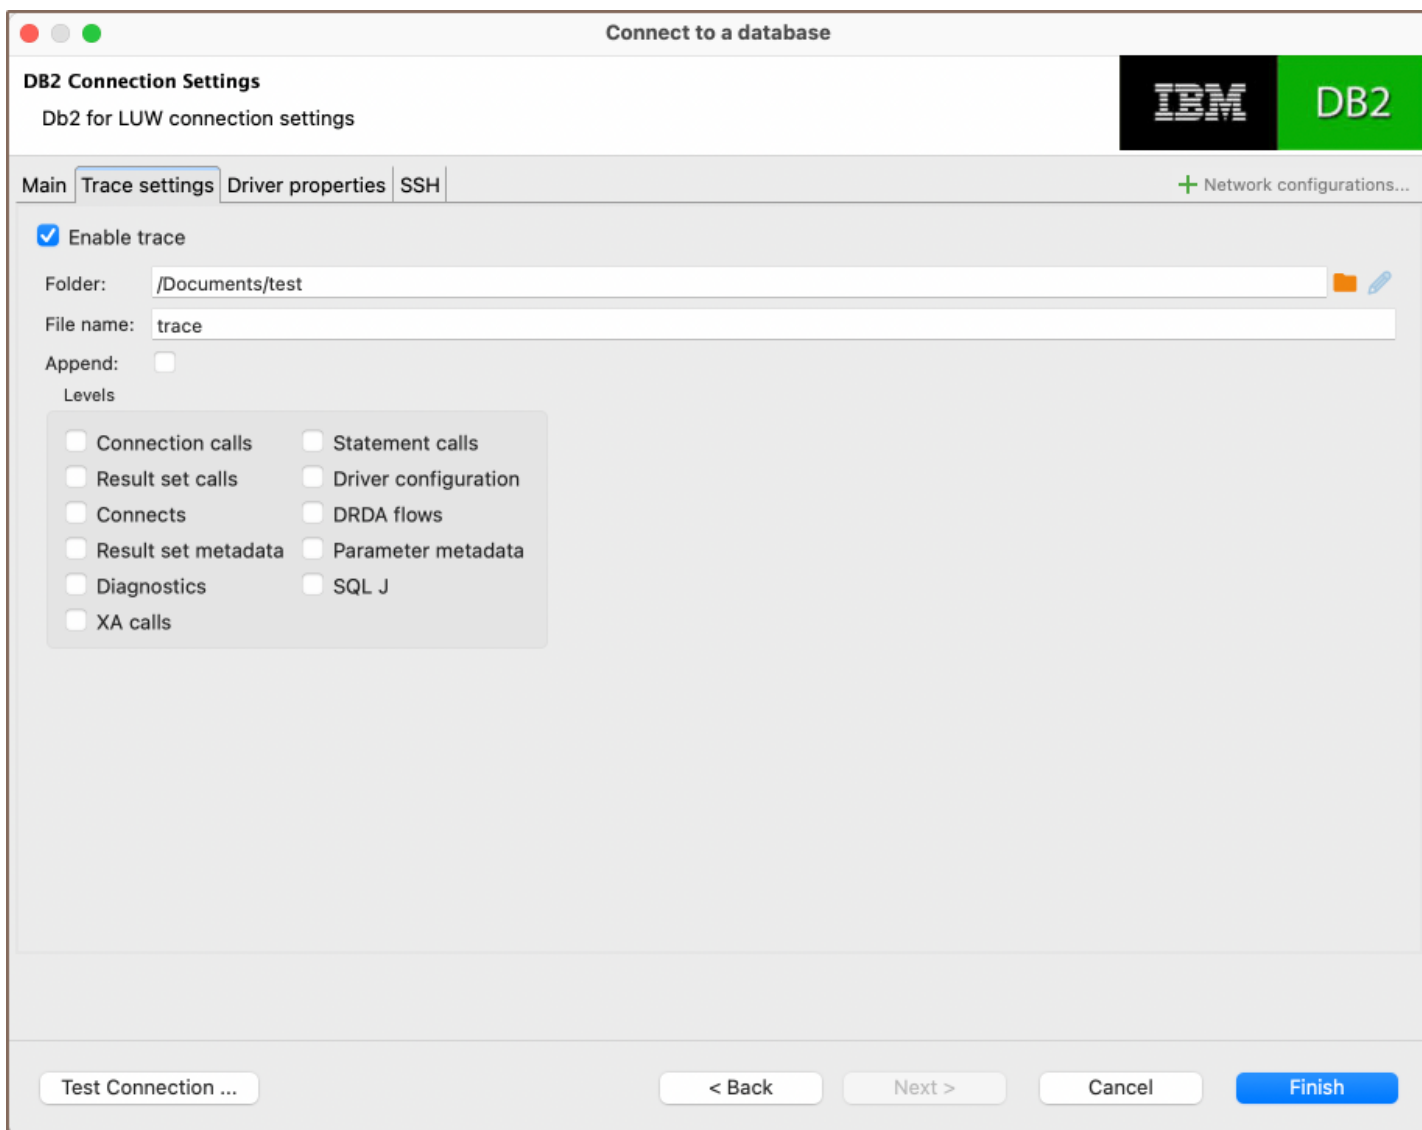 Connect to a database
DB2 Connection Settings
Db2 for LUW connection settings
IBM DB2
Main Trace settings Driver properties SSH Network configurations...
Enable trace
Folder: /Documents/test
File name: trace
Append:
Levels
Connection calls Statement calls
Result set calls Driver configuration
Connects DRDA flows
Result set metadata Parameter metadata
Diagnostics SQL J
XA calls
Test Connection ... < Back Next > Cancel Finish